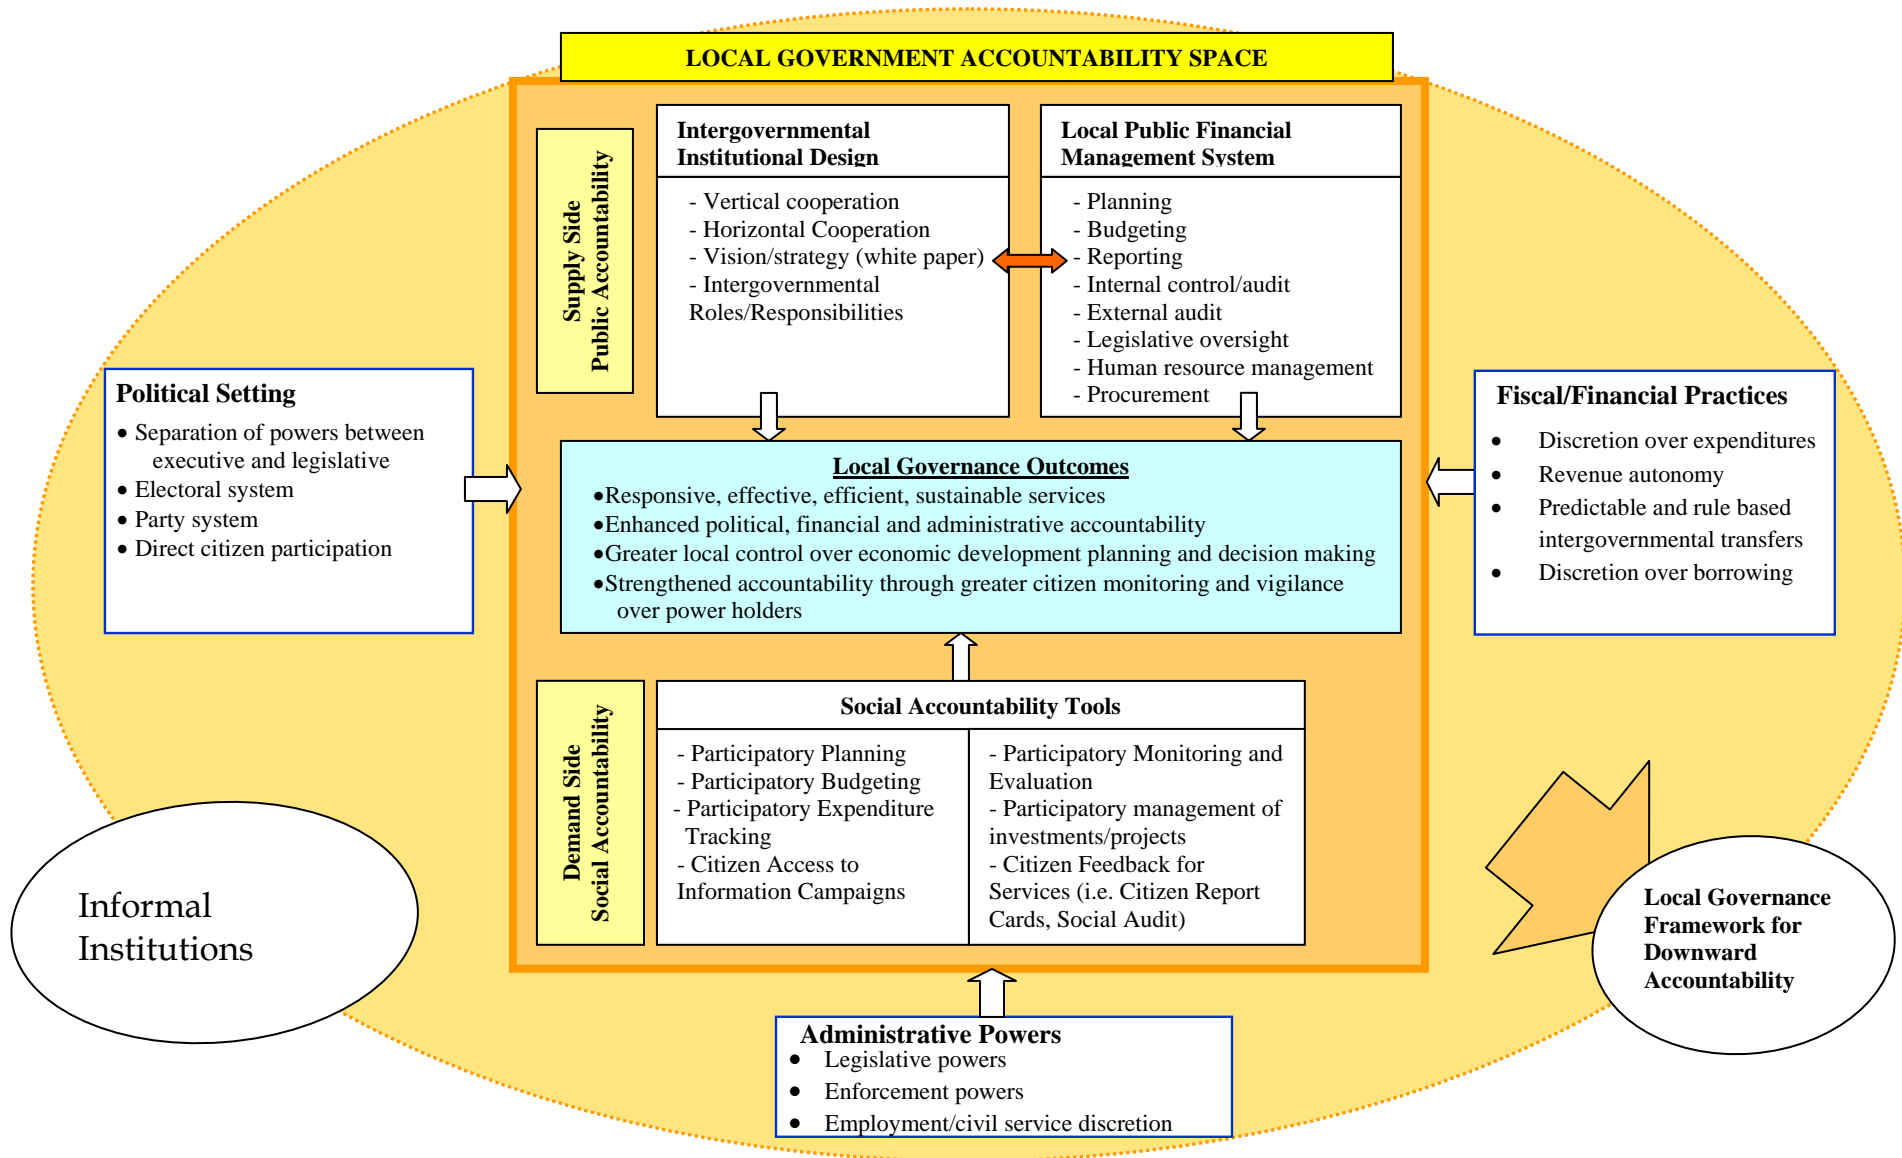 LOCAL GOVERNMENT ACCOUNTABILITY SPACE
Supply Side
Public Accountability
Intergovernmental
Institutional Design
- Vertical cooperation
- Horizontal Cooperation
- Vision/strategy (white paper)
- Intergovernmental
Roles/Responsibilities
Local Public Financial
Management System
- Planning
- Budgeting
- Reporting
- Internal control/audit
- External audit
- Legislative oversight
- Human resource management
- Procurement
Political Setting
• Separation of powers between
executive and legislative
• Electoral system
• Party system
• Direct citizen participation
Local Governance Outcomes
•Responsive, effective, efficient, sustainable services
•Enhanced political, financial and administrative accountability
•Greater local control over economic development planning and decision making
•Strengthened accountability through greater citizen monitoring and vigilance
over power holders
Fiscal/Financial Practices
• Discretion over expenditures
• Revenue autonomy
• Predictable and rule based
intergovernmental transfers
• Discretion over borrowing
Demand Side
Social Accountability
Social Accountability Tools
- Participatory Planning
- Participatory Budgeting
- Participatory Expenditure
Tracking
- Citizen Access to
Information Campaigns
- Participatory Monitoring and
Evaluation
- Participatory management of
investments/projects
- Citizen Feedback for
Services (i.e. Citizen Report
Cards, Social Audit)
Informal
Institutions
Local Governance
Framework for
Downward
Accountability
Administrative Powers
• Legislative powers
• Enforcement powers
• Employment/civil service discretion